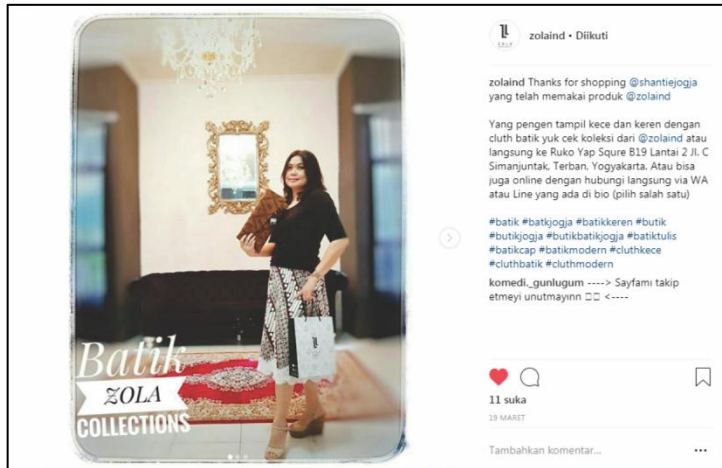 zolaind • Diikuti
zolaind Thanks for shopping @shantiejogja
yang telah memakai produk @zolaind
Yang pengen tampil kece dan keren dengan
cluth batik yuk cek koleksi dari @zolaind atau
langsung ke Ruko Yap Squre B19 Lantai 2 Jl. C
Simanjuntak, Terban, Yogyakarta. Atau bisa
juga online dengan hubungi langsung via WA
atau Line yang ada di bio (pilih salah satu)
#batik #batkjogja #batikkeren #butik
#butikjogja #butikbatikjogja #batiktulis
#batikcap #batikmodern #cluthkece
#cluthbatik #cluthmodern
komedi._gunlugum ----> Sayfamı takip
etmeyi unutmayınn □□ <----
11 suka
19 MARET
Tambahkan komentar...
Batik
ZOLA
COLLECTIONS